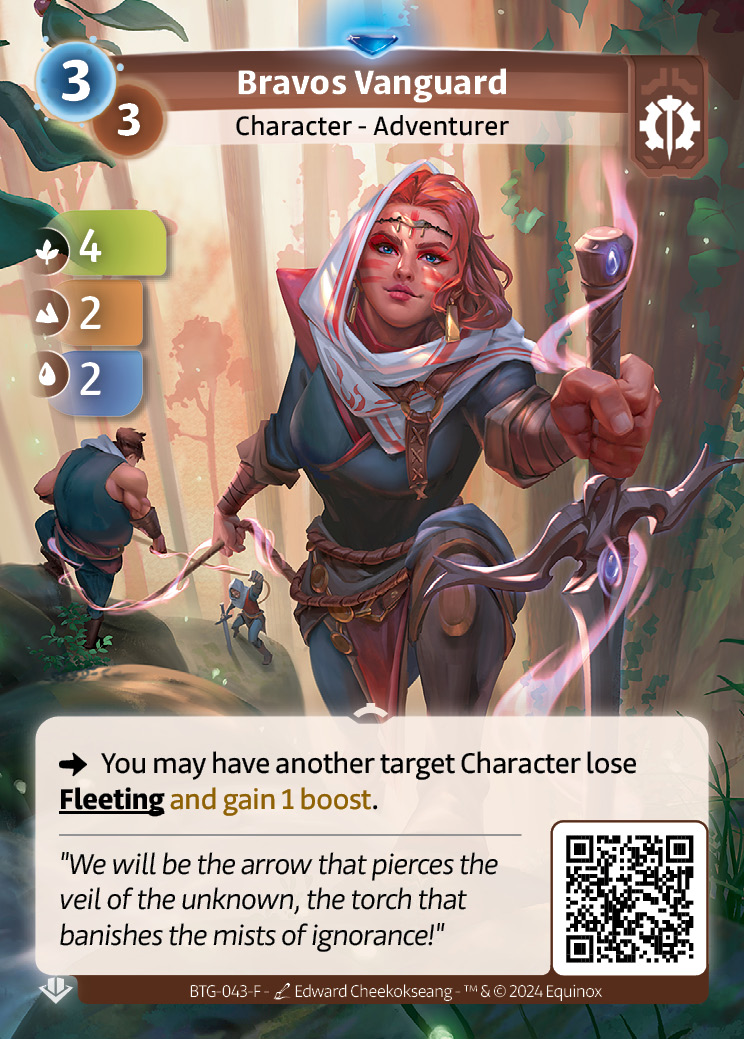 3
Bravos Vanguard
3
Character - Adventurer
4
2
2
You may have another target Character lose
Fleeting and gain 1 boost.
"We will be the arrow that pierces the
veil of the unknown, the torch that
banishes the mists of ignorance!"
BTG-043-F - Edward Cheekokseang - ™ & © 2024 Equinox